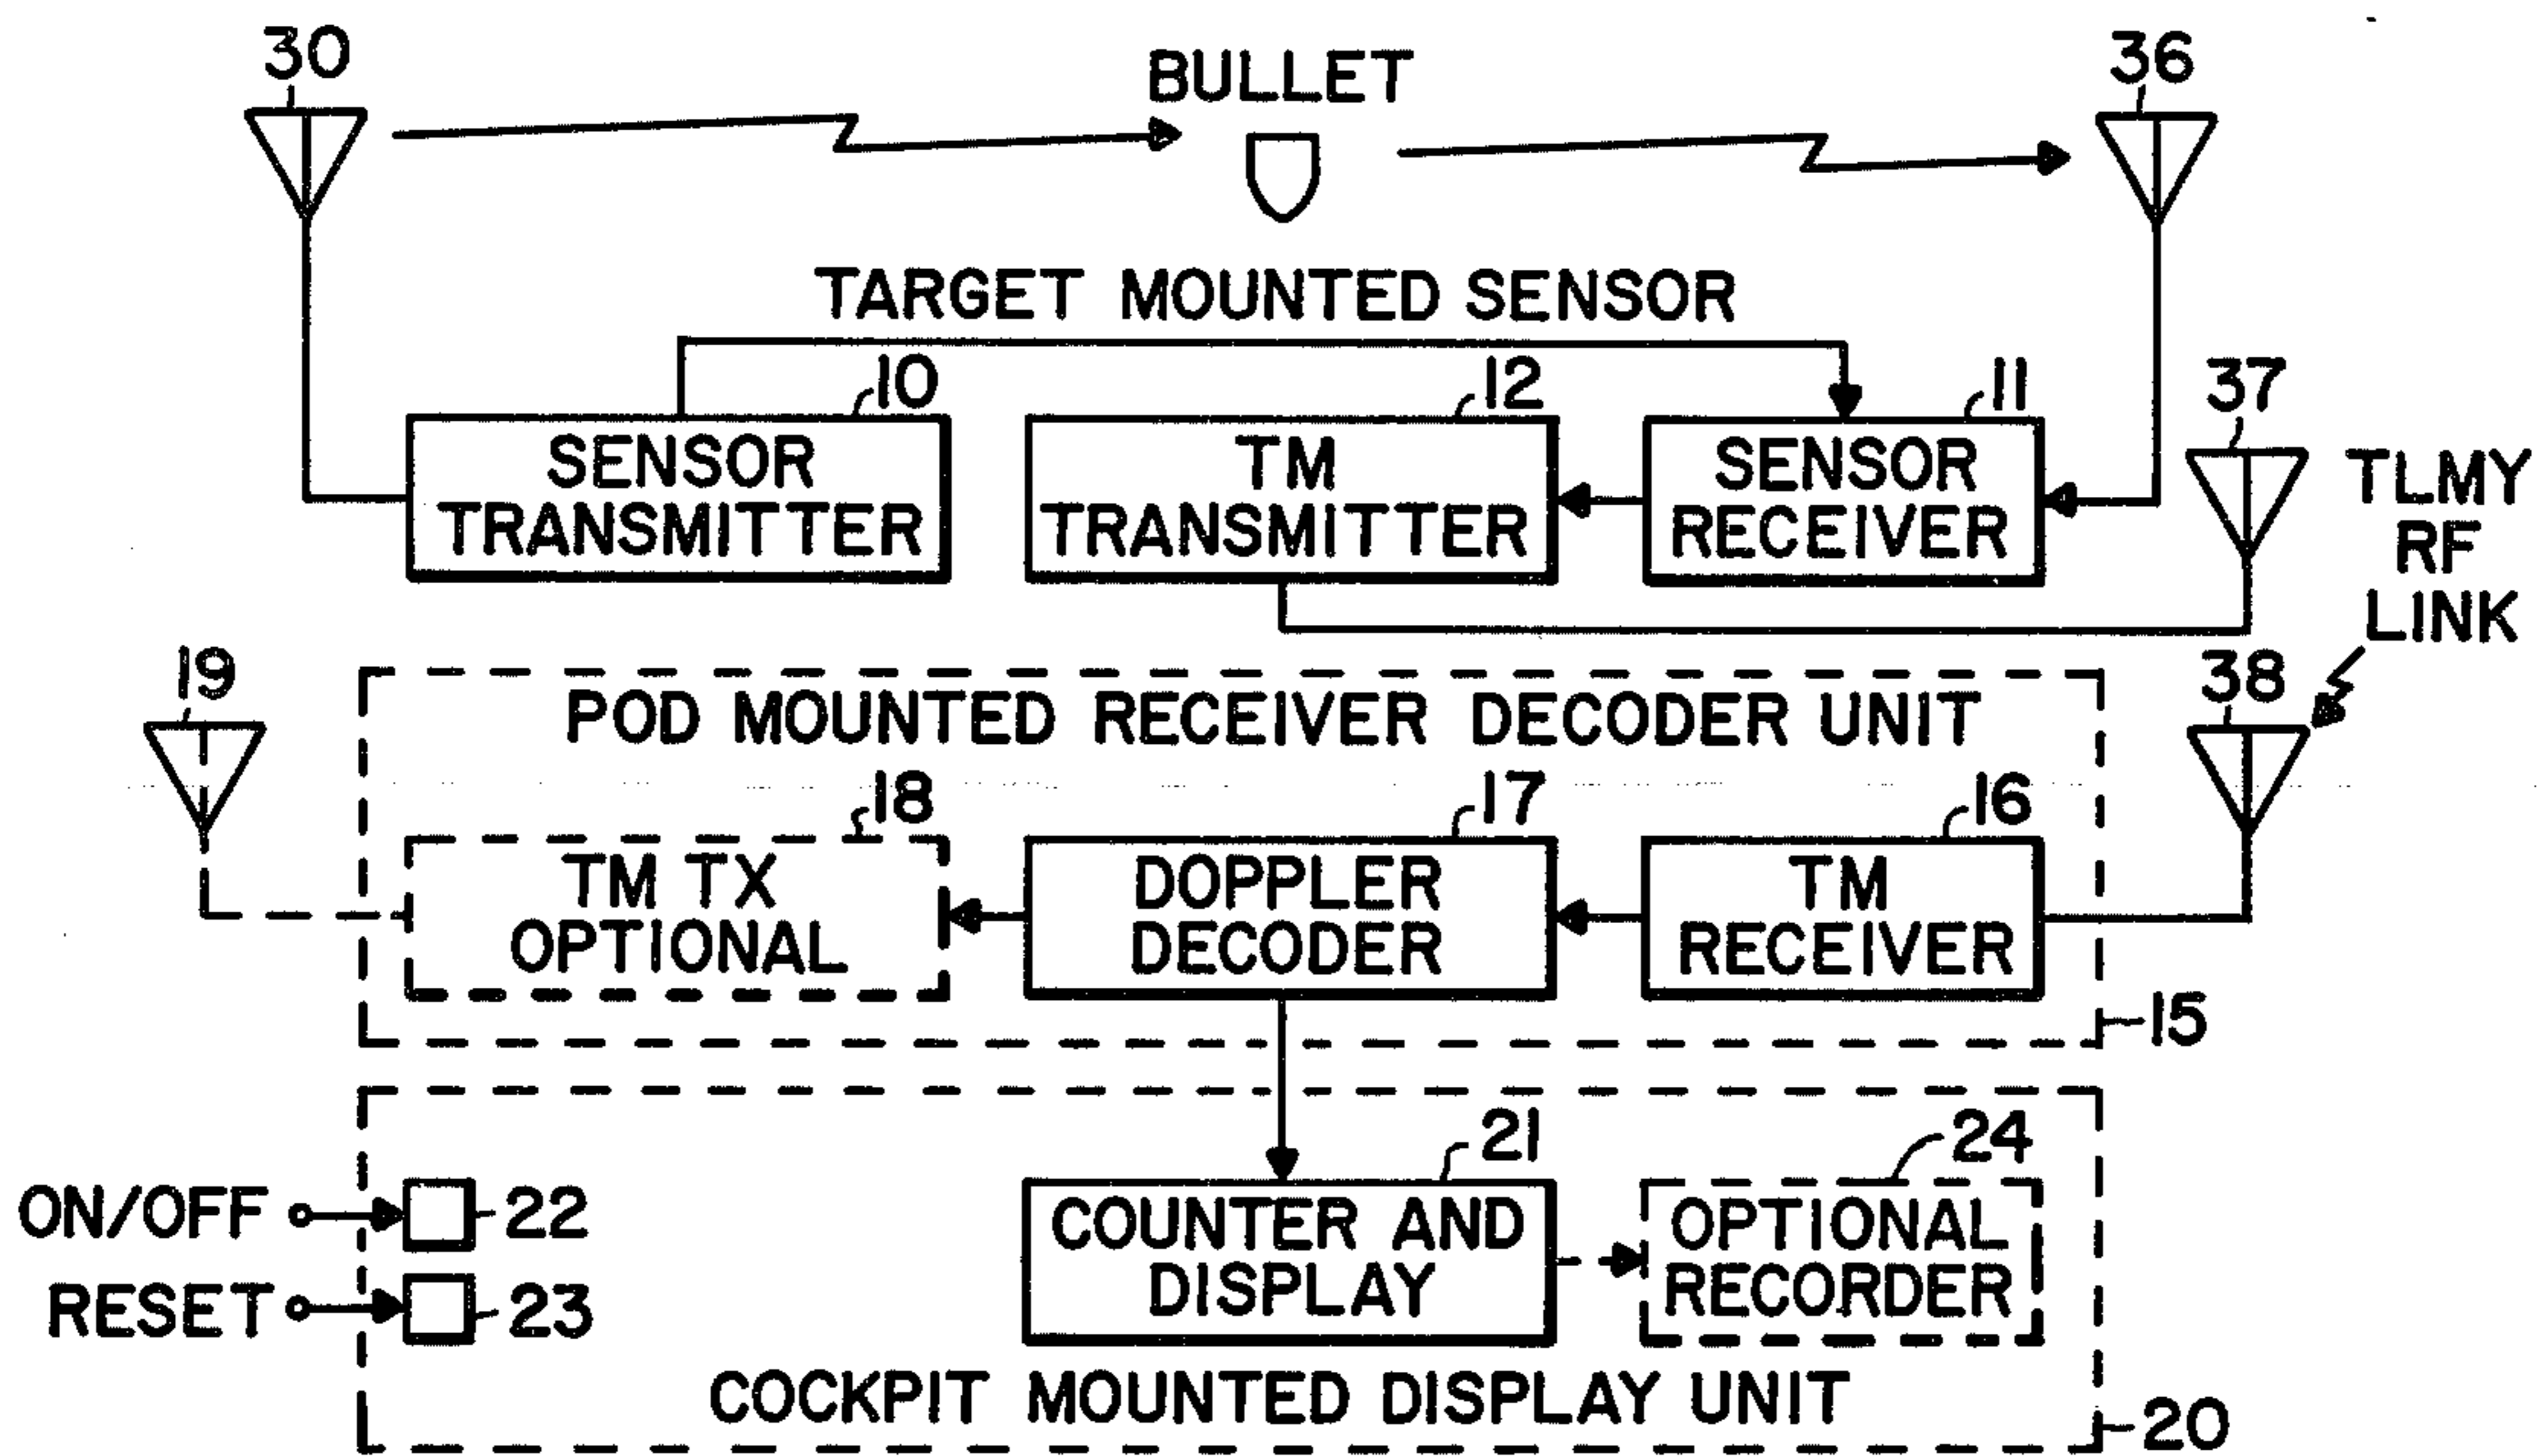 30
BULLET
36
TARGET MOUNTED SENSOR
10
12
11
37
SENSOR
TRANSMITTER
TM
TRANSMITTER
SENSOR
RECEIVER
TLMY
RF
LINK
19
POD MOUNTED RECEIVER DECODER UNIT
38
18
17
16
TM TX
OPTIONAL
DOPPLER
DECODER
TM
RECEIVER
15
21
24
ON/OFF
22
COUNTER AND
DISPLAY
OPTIONAL
RECORDER
RESET
23
COCKPIT MOUNTED DISPLAY UNIT
20